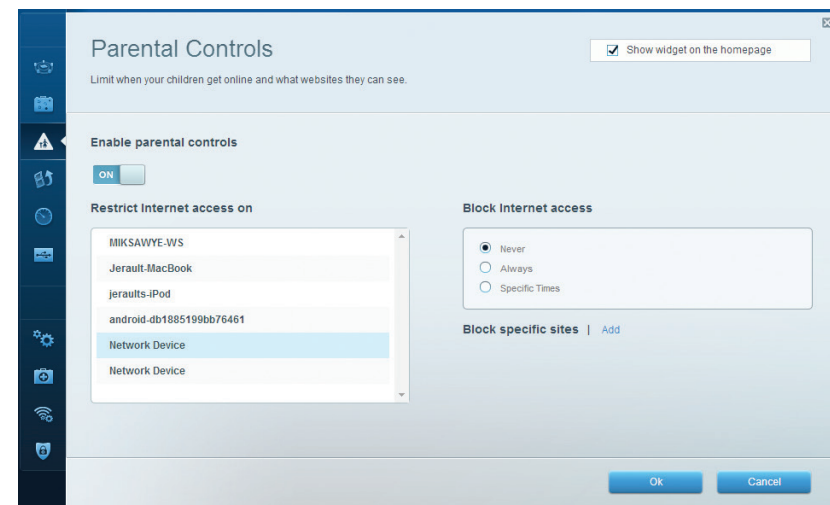 Parental Controls
Show widget on the homepage
Limit when your children get online and what websites they can see.
Enable parental controls
ON
Restrict Internet access on
MIKSAWYE-WS
Jerault-MacBook
jeraults-iPod
android-db1885199bb76461
Network Device
Network Device
Block Internet access
Never
Always
Specific Times
Block specific sites | Add
Ok
Cancel